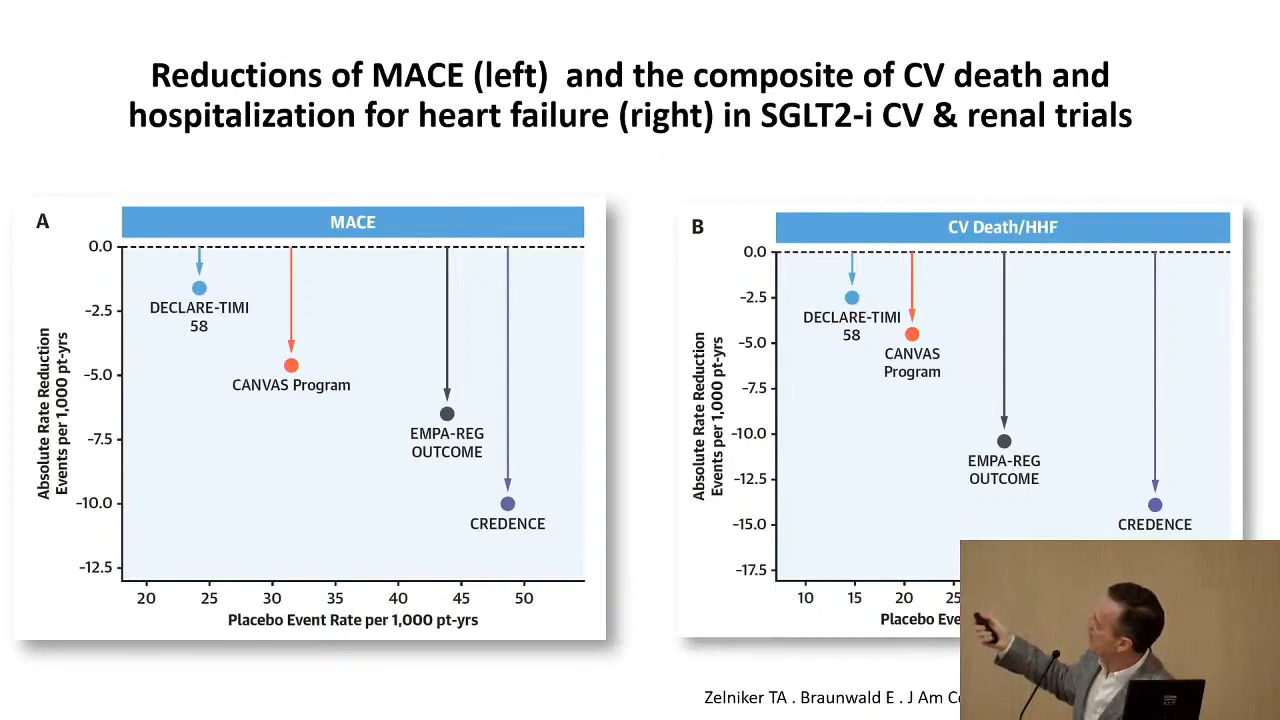 Reductions of MACE (left) and the composite of CV death and
hospitalization for heart failure (right) in SGLT2-i CV & renal trials
A
MACE
0.0
−2.5
−5.0
−7.5
−10.0
−12.5
Absolute Rate Reduction
Events per 1,000 pt-yrs
DECLARE-TIMI
58
CANVAS Program
EMPA-REG
OUTCOME
CREDENCE
20 25 30 35 40 45 50
Placebo Event Rate per 1,000 pt-yrs
B
CV Death/HHF
0.0
−2.5
−5.0
−7.5
−10.0
−12.5
−15.0
−17.5
Absolute Rate Reduction
Events per 1,000 pt-yrs
DECLARE-TIMI
58
CANVAS
Program
EMPA-REG
OUTCOME
CREDENCE
10 15 20 25
Placebo
Zelniker TA . Braunwald E . J Am